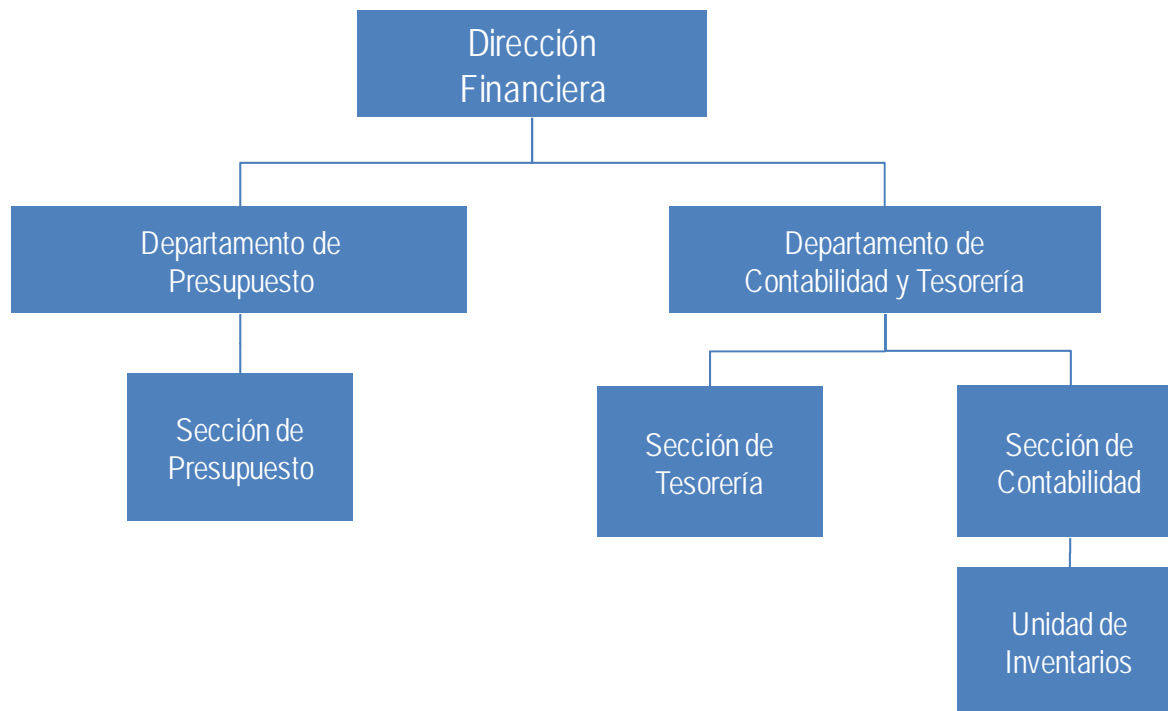 Dirección
Financiera
Departamento de
Presupuesto
Departamento de
Contabilidad y Tesorería
Sección de
Presupuesto
Sección de
Tesorería
Sección de
Contabilidad
Unidad de
Inventarios